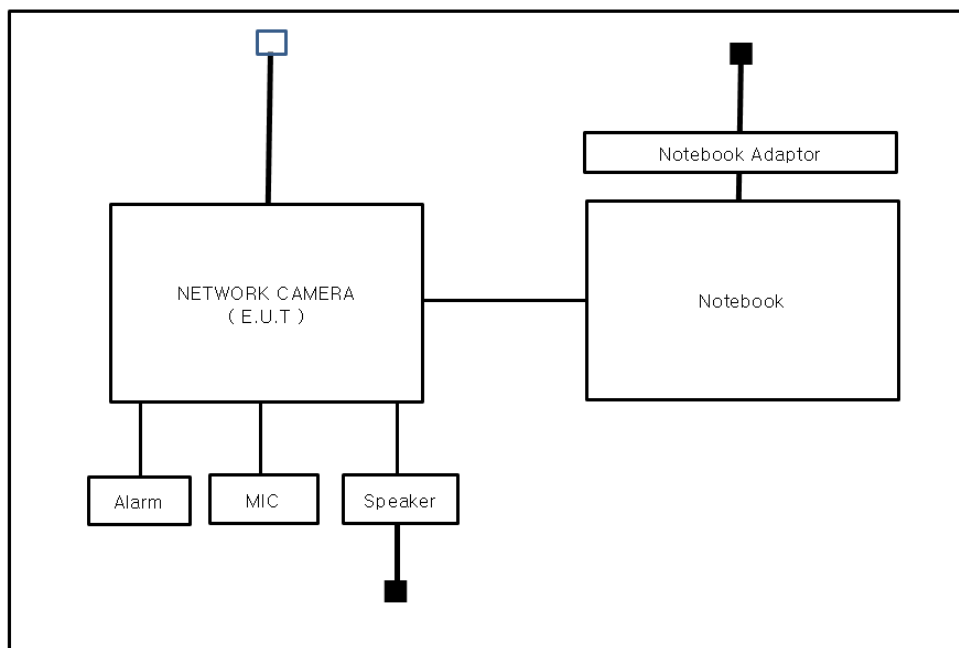 Notebook Adaptor
NETWORK CAMERA
( E.U.T )
Notebook
Alarm
MIC
Speaker